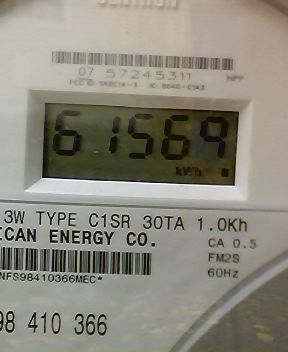 CENTRON
07 57245311
61569
kWh
3W TYPE C1SR 30TA 1.0Kh
ICAN ENERGY CO.
CA 0.5
FM2S
60Hz
NFS98410366MEC*
98 410 366